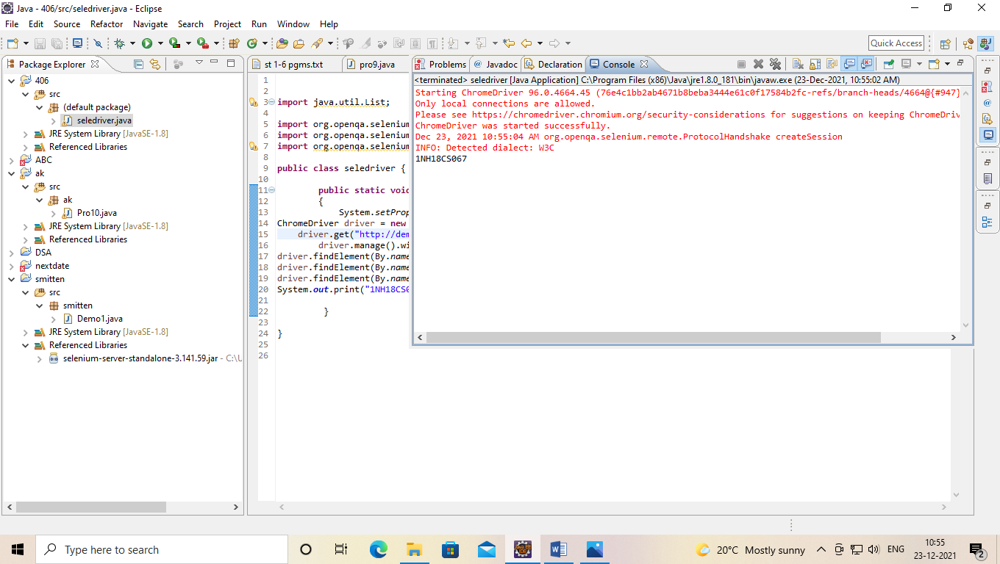 Java - 406/src/seledriver.java - Eclipse
File Edit Source Refactor Navigate Search Project Run Window Help
Quick Access
Package Explorer
406
src
(default package)
seledriver.java
JRE System Library [JavaSE-1.8]
Referenced Libraries
ABC
ak
src
ak
Pro10.java
JRE System Library [JavaSE-1.8]
Referenced Libraries
DSA
nextdate
smitten
src
smitten
Demo1.java
JRE System Library [JavaSE-1.8]
Referenced Libraries
selenium-server-standalone-3.141.59.jar - C:\U
st 1-6 pgms.txt
pro9.java
1
2
3 import java.util.List;
4
5 import org.openqa.selenium
6 import org.openqa.selenium
7 import org.openqa.selenium
8
9 public class seledriver {
10
11 public static void
12 {
13 System.setProp
14 ChromeDriver driver = new
15 driver.get("http://dem
16 driver.manage().wi
17 driver.findElement(By.name
18 driver.findElement(By.name
19 driver.findElement(By.name
20 System.out.print("1NH18CS0
21
22 }
23
24 }
25
26
Problems @ Javadoc Declaration Console
<terminated> seledriver [Java Application] C:\Program Files (x86)\Java\jre1.8.0_181\bin\javaw.exe (23-Dec-2021, 10:55:02 AM)
Starting ChromeDriver 96.0.4664.45 (76e4c1bb2ab4671b8beba3444e61c0f17584b2fc-refs/branch-heads/4664@{#947}
Only local connections are allowed.
Please see https://chromedriver.chromium.org/security-considerations for suggestions on keeping ChromeDriv
ChromeDriver was started successfully.
Dec 23, 2021 10:55:04 AM org.openqa.selenium.remote.ProtocolHandshake createSession
INFO: Detected dialect: W3C
1NH18CS067
Type here to search
20°C Mostly sunny
ENG
10:55
23-12-2021
2